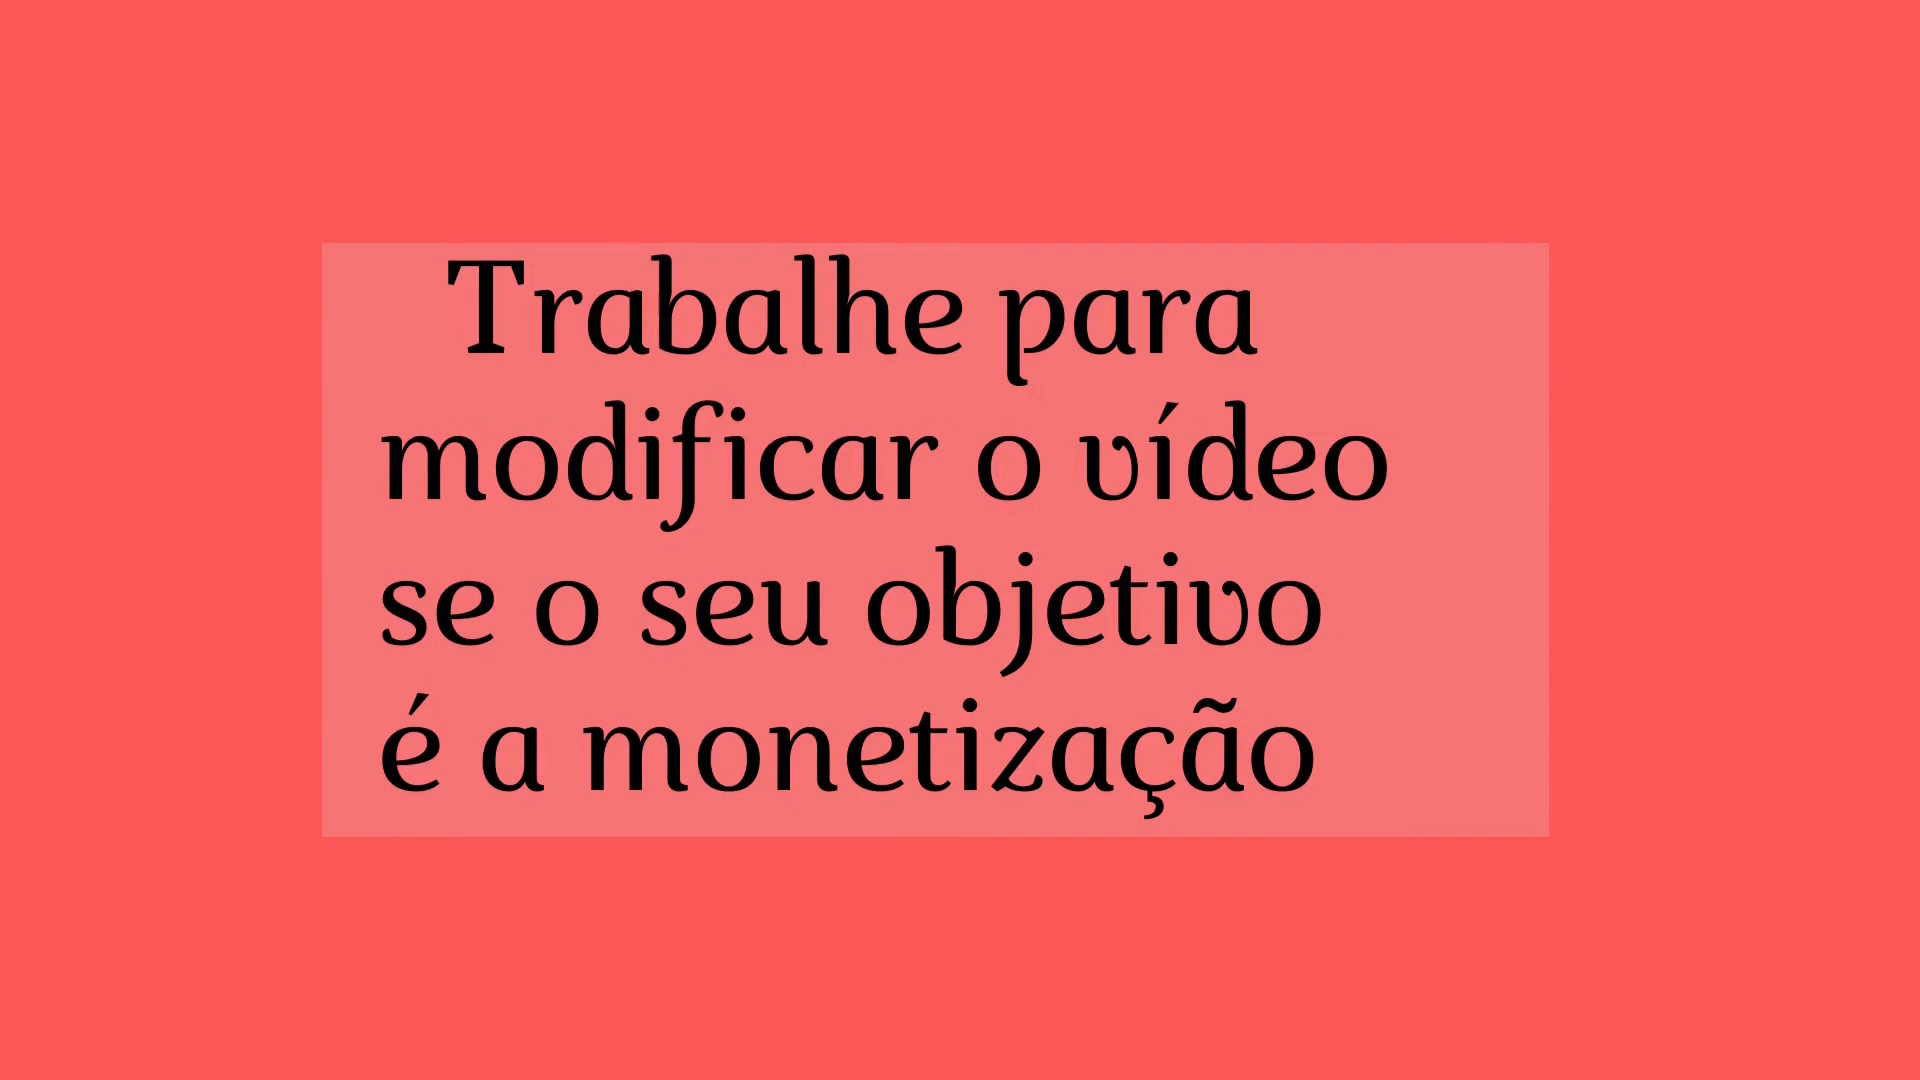 Trabalhe para
modificar o vídeo
se o seu objetivo
é a monetização